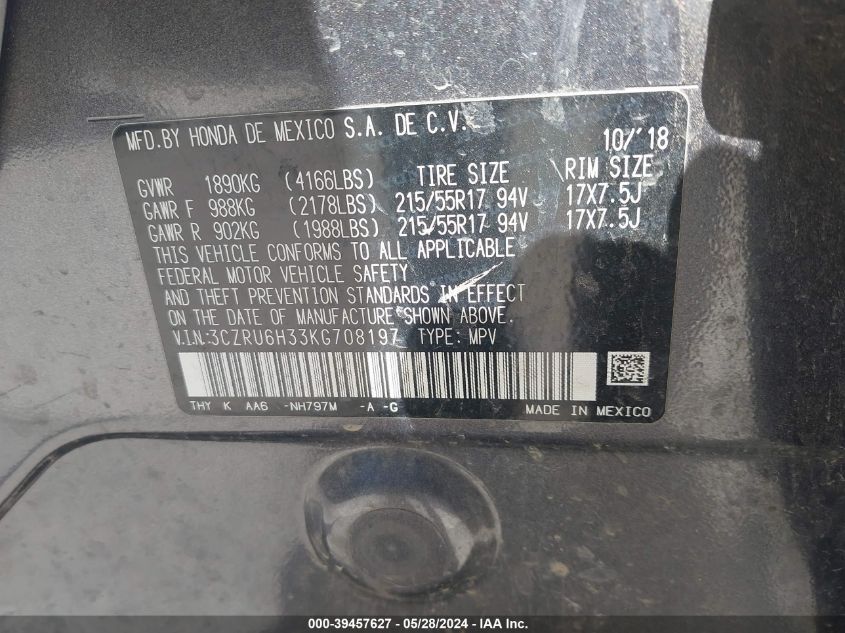 MFD.BY HONDA DE MEXICO S.A. DE C.V. 10/'18
GVWR 1890KG (4166LBS) TIRE SIZE RIM SIZE
GAWR F 988KG (2178LBS) 215/55R17 94V 17X7.5J
GAWR R 902KG (1988LBS) 215/55R17 94V 17X7.5J
THIS VEHICLE CONFORMS TO ALL APPLICABLE
FEDERAL MOTOR VEHICLE SAFETY
AND THEFT PREVENTION STANDARDS IN EFFECT
ON THE DATE OF MANUFACTURE SHOWN ABOVE.
V.I.N:3CZRU6H33KG708197 TYPE: MPV
THY K AA6 -NH797M -A -G MADE IN MEXICO
000-39457627 / 05/28/2024 - IAA Inc.